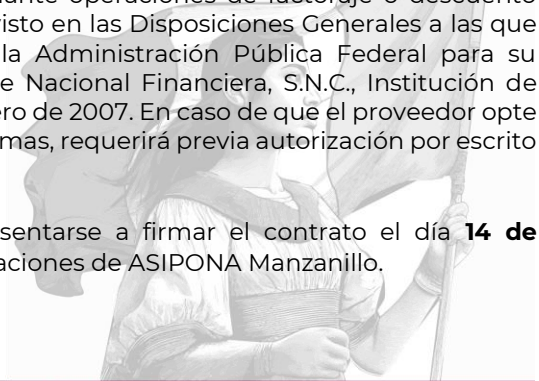 diante operaciones de factoraje o descuento
visto en las Disposiciones Generales a las que
la Administración Pública Federal para su
e Nacional Financiera, S.N.C., Institución de
ero de 2007. En caso de que el proveedor opte
mas, requerirá previa autorización por escrito
sentarse a firmar el contrato el día 14 de
aciones de ASIPONA Manzanillo.